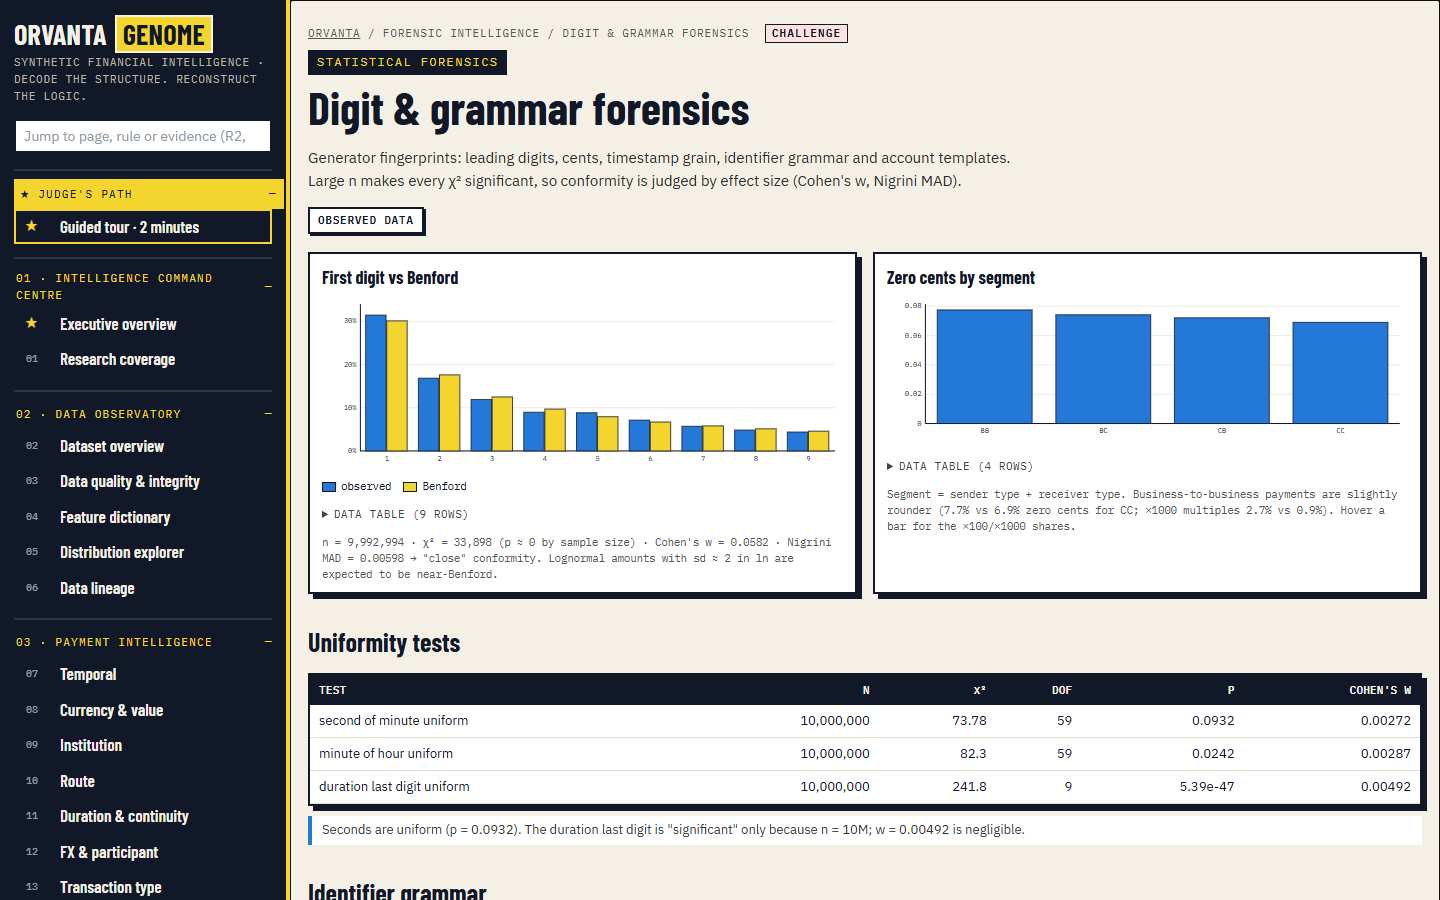 ORVANTA GENOME
SYNTHETIC FINANCIAL INTELLIGENCE ·
DECODE THE STRUCTURE. RECONSTRUCT
THE LOGIC.
Jump to page, rule or evidence (R2,
★ JUDGE'S PATH –
★ Guided tour · 2 minutes
01 · INTELLIGENCE COMMAND
CENTRE –
★ Executive overview
01 Research coverage
02 · DATA OBSERVATORY –
02 Dataset overview
03 Data quality & integrity
04 Feature dictionary
05 Distribution explorer
06 Data lineage
03 · PAYMENT INTELLIGENCE –
07 Temporal
08 Currency & value
09 Institution
10 Route
11 Duration & continuity
12 FX & participant
13 Transaction type
ORVANTA / FORENSIC INTELLIGENCE / DIGIT & GRAMMAR FORENSICS CHALLENGE
STATISTICAL FORENSICS
Digit & grammar forensics
Generator fingerprints: leading digits, cents, timestamp grain, identifier grammar and account templates.
Large n makes every χ² significant, so conformity is judged by effect size (Cohen's w, Nigrini MAD).
OBSERVED DATA
First digit vs Benford
30%
20%
10%
0%
1 2 3 4 5 6 7 8 9
observed Benford
▶ DATA TABLE (9 ROWS)
n = 9,992,994 · χ² = 33,898 (p ≈ 0 by sample size) · Cohen's w = 0.0582 · Nigrini
MAD = 0.00598 → "close" conformity. Lognormal amounts with sd ≈ 2 in ln are
expected to be near-Benford.
Zero cents by segment
0.08
0.06
0.04
0.02
0
BB BC CB CC
▶ DATA TABLE (4 ROWS)
Segment = sender type + receiver type. Business-to-business payments are slightly
rounder (7.7% vs 6.9% zero cents for CC; ×1000 multiples 2.7% vs 0.9%). Hover a
bar for the ×100/×1000 shares.
Uniformity tests
TEST N χ² DOF P COHEN'S W
second of minute uniform 10,000,000 73.78 59 0.0932 0.00272
minute of hour uniform 10,000,000 82.3 59 0.0242 0.00287
duration last digit uniform 10,000,000 241.8 9 5.39e-47 0.00492
Seconds are uniform (p = 0.0932). The duration last digit is "significant" only because n = 10M; w = 0.00492 is negligible.
Identifier grammar